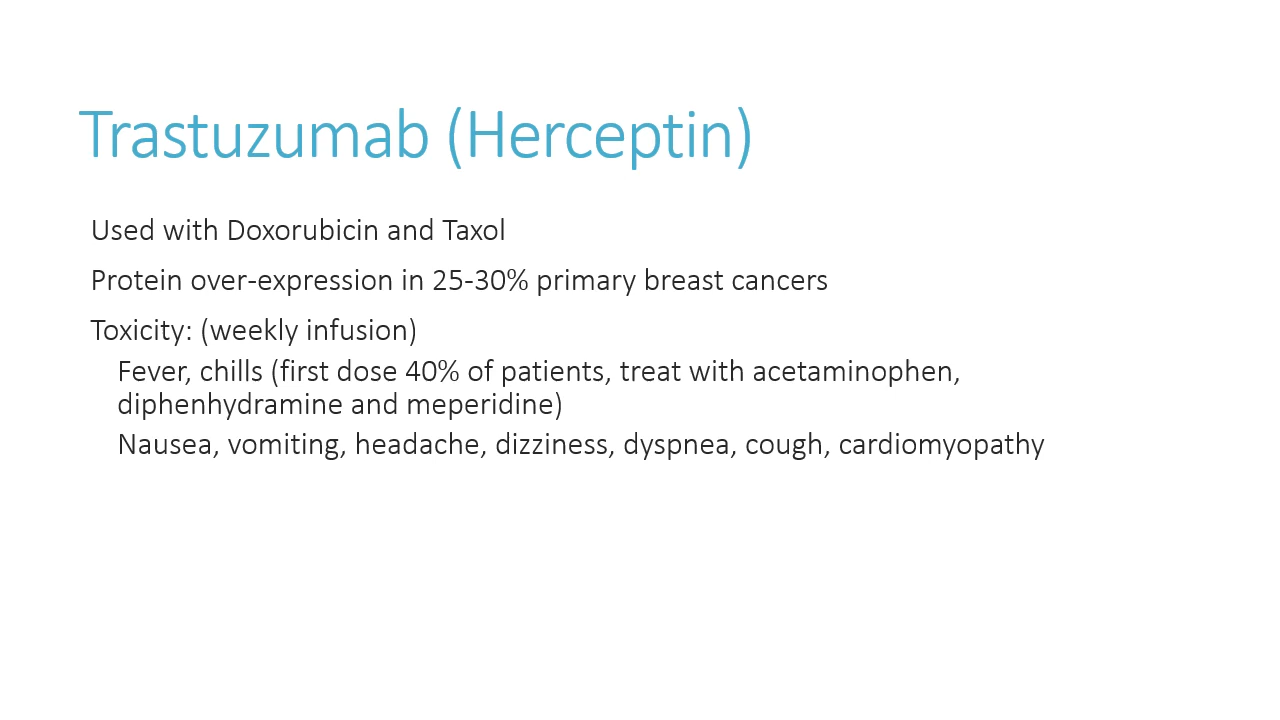 Trastuzumab (Herceptin)
Used with Doxorubicin and Taxol
Protein over-expression in 25-30% primary breast cancers
Toxicity: (weekly infusion)
Fever, chills (first dose 40% of patients, treat with acetaminophen,
diphenhydramine and meperidine)
Nausea, vomiting, headache, dizziness, dyspnea, cough, cardiomyopathy